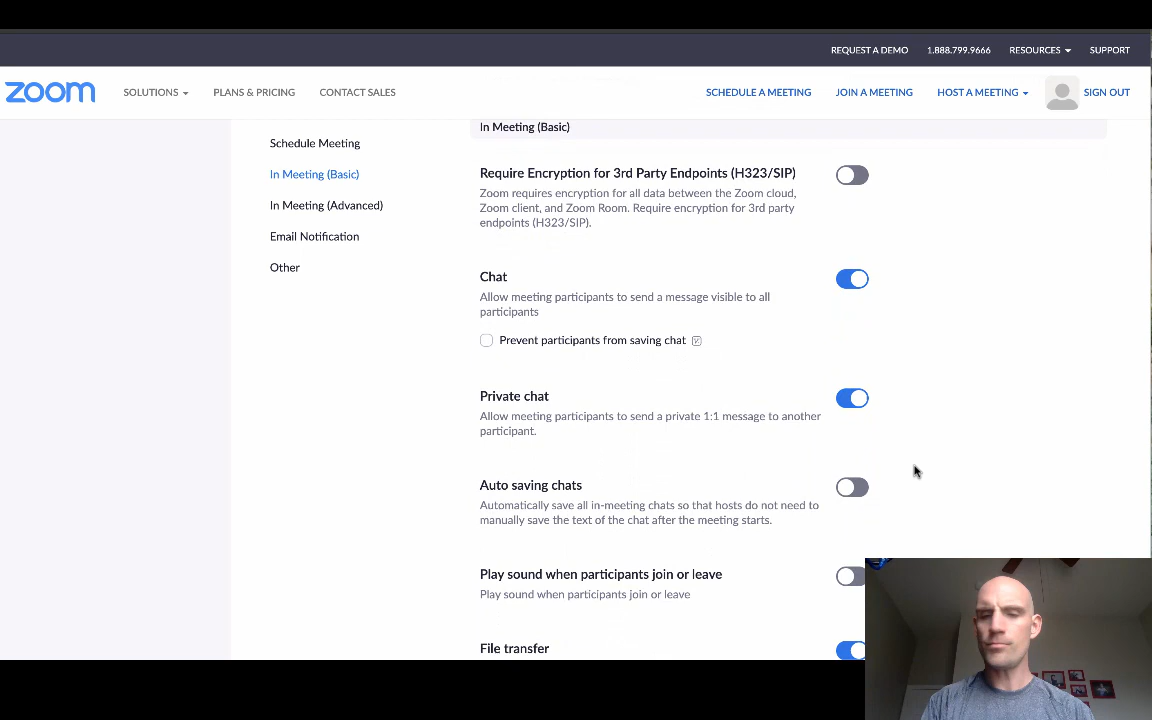 REQUEST A DEMO 1.888.799.9666 RESOURCES SUPPORT
zoom SOLUTIONS PLANS & PRICING CONTACT SALES SCHEDULE A MEETING JOIN A MEETING HOST A MEETING SIGN OUT
Schedule Meeting
In Meeting (Basic)
In Meeting (Advanced)
Email Notification
Other
In Meeting (Basic)
Require Encryption for 3rd Party Endpoints (H323/SIP)
Zoom requires encryption for all data between the Zoom cloud,
Zoom client, and Zoom Room. Require encryption for 3rd party
endpoints (H323/SIP).
Chat
Allow meeting participants to send a message visible to all
participants
Prevent participants from saving chat
Private chat
Allow meeting participants to send a private 1:1 message to another
participant.
Auto saving chats
Automatically save all in-meeting chats so that hosts do not need to
manually save the text of the chat after the meeting starts.
Play sound when participants join or leave
Play sound when participants join or leave
File transfer